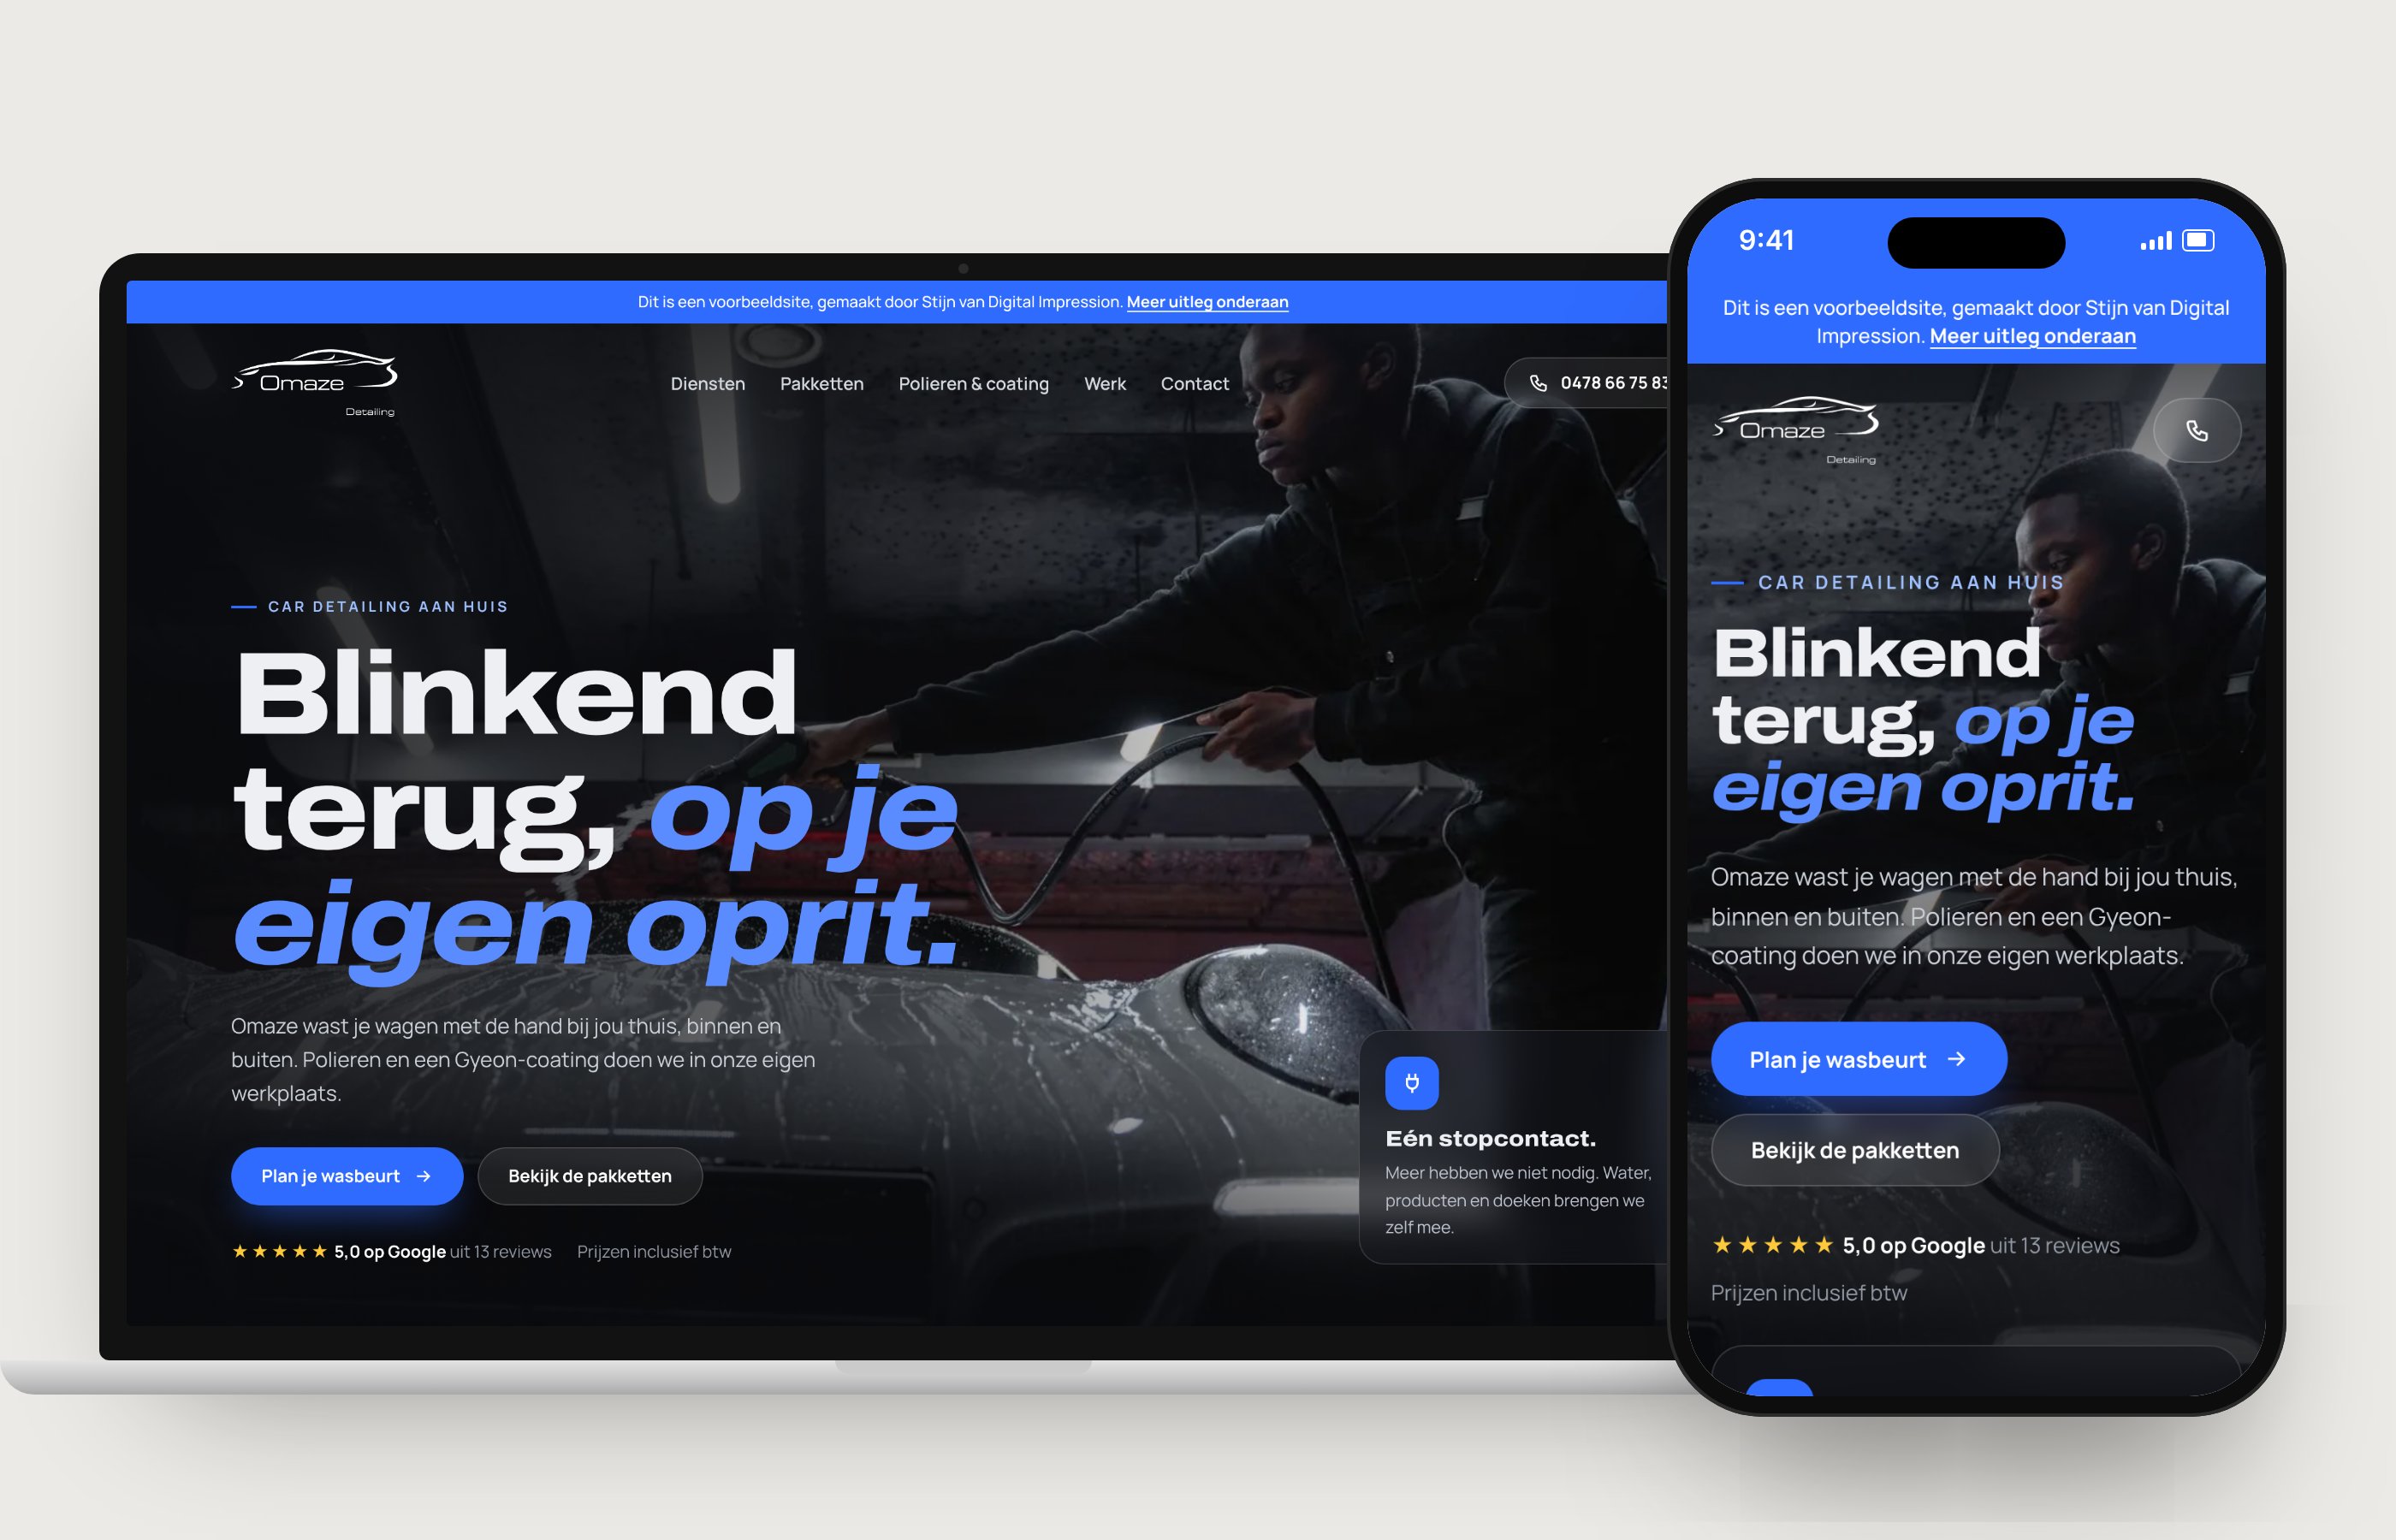 Dit is een voorbeeldsite, gemaakt door Stijn van Digital Impression. Meer uitleg onderaan
Omaze
Detailing
Diensten Pakketten Polieren & coating Werk Contact
0478 66 75 83
CAR DETAILING AAN HUIS
Blinkend
terug, op je
eigen oprit.
Omaze wast je wagen met de hand bij jou thuis, binnen en
buiten. Polieren en een Gyeon-coating doen we in onze eigen
werkplaats.
Plan je wasbeurt → Bekijk de pakketten
★★★★★ 5,0 op Google uit 13 reviews Prijzen inclusief btw
Eén stopcontact.
Meer hebben we niet nodig. Water,
producten en doeken brengen we
zelf mee.
9:41
Dit is een voorbeeldsite, gemaakt door Stijn van Digital
Impression. Meer uitleg onderaan
Omaze
Detailing
CAR DETAILING AAN HUIS
Blinkend
terug, op je
eigen oprit.
Omaze wast je wagen met de hand bij jou thuis,
binnen en buiten. Polieren en een Gyeon-
coating doen we in onze eigen werkplaats.
Plan je wasbeurt →
Bekijk de pakketten
★★★★★ 5,0 op Google uit 13 reviews
Prijzen inclusief btw